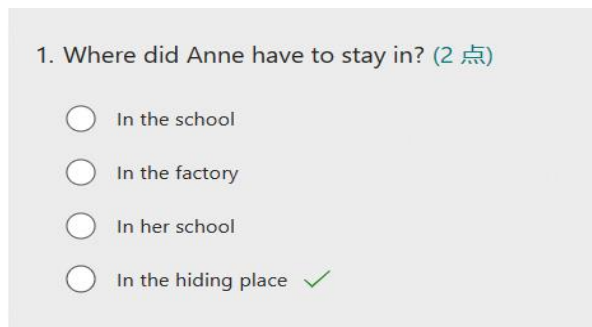 1. Where did Anne have to stay in? (2 点)
In the school
In the factory
In her school
In the hiding place